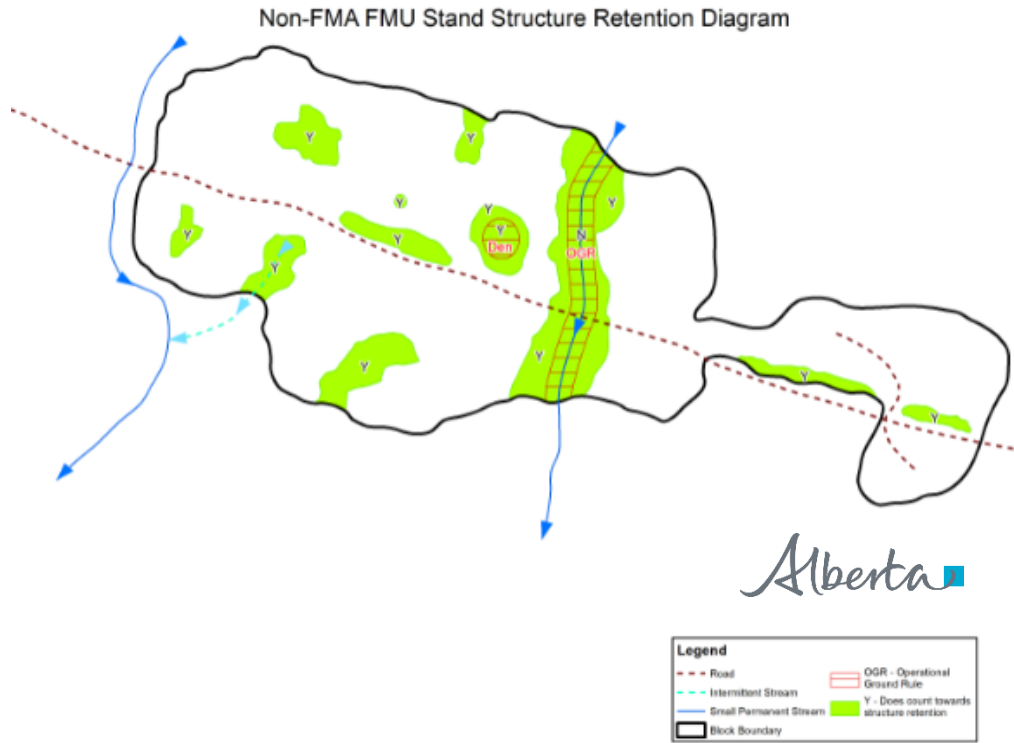 Non-FMA FMU Stand Structure Retention Diagram
Y
Y
Y
Y
Y
Y
Y
Den
N
OGR
Y
Y
Y
Y
Y
Y
Y
Alberta
Legend
Road
Intermittent Stream
Small Permanent Stream
Block Boundary
OGR - Operational
Ground Rule
Y - Does count towards
structure retention